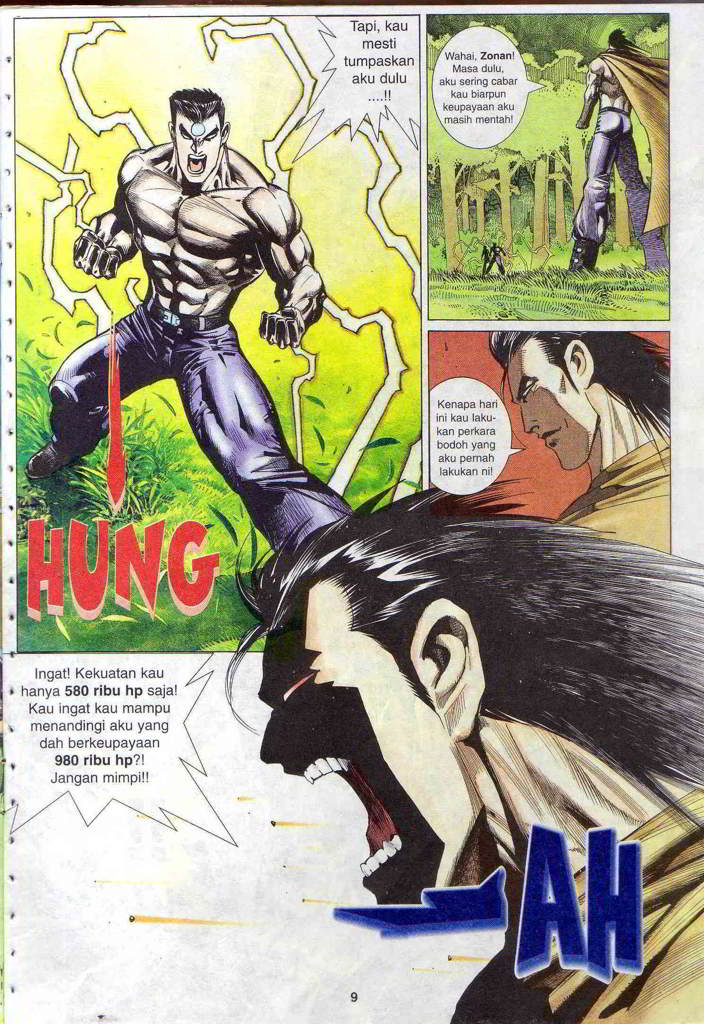 Tapi, kau
mesti
tumpaskan
aku dulu
....!!
Wahai, Zonan!
Masa dulu,
aku sering cabar
kau biarpun
keupayaan aku
masih mentah!
Kenapa hari
ini kau laku-
kan perkara
bodoh yang
aku pernah
lakukan ni!
HUNG
Ingat! Kekuatan kau
hanya 580 ribu hp saja!
Kau ingat kau mampu
menandingi aku yang
dah berkeupayaan
980 ribu hp?!
Jangan mimpi!!
AH
9